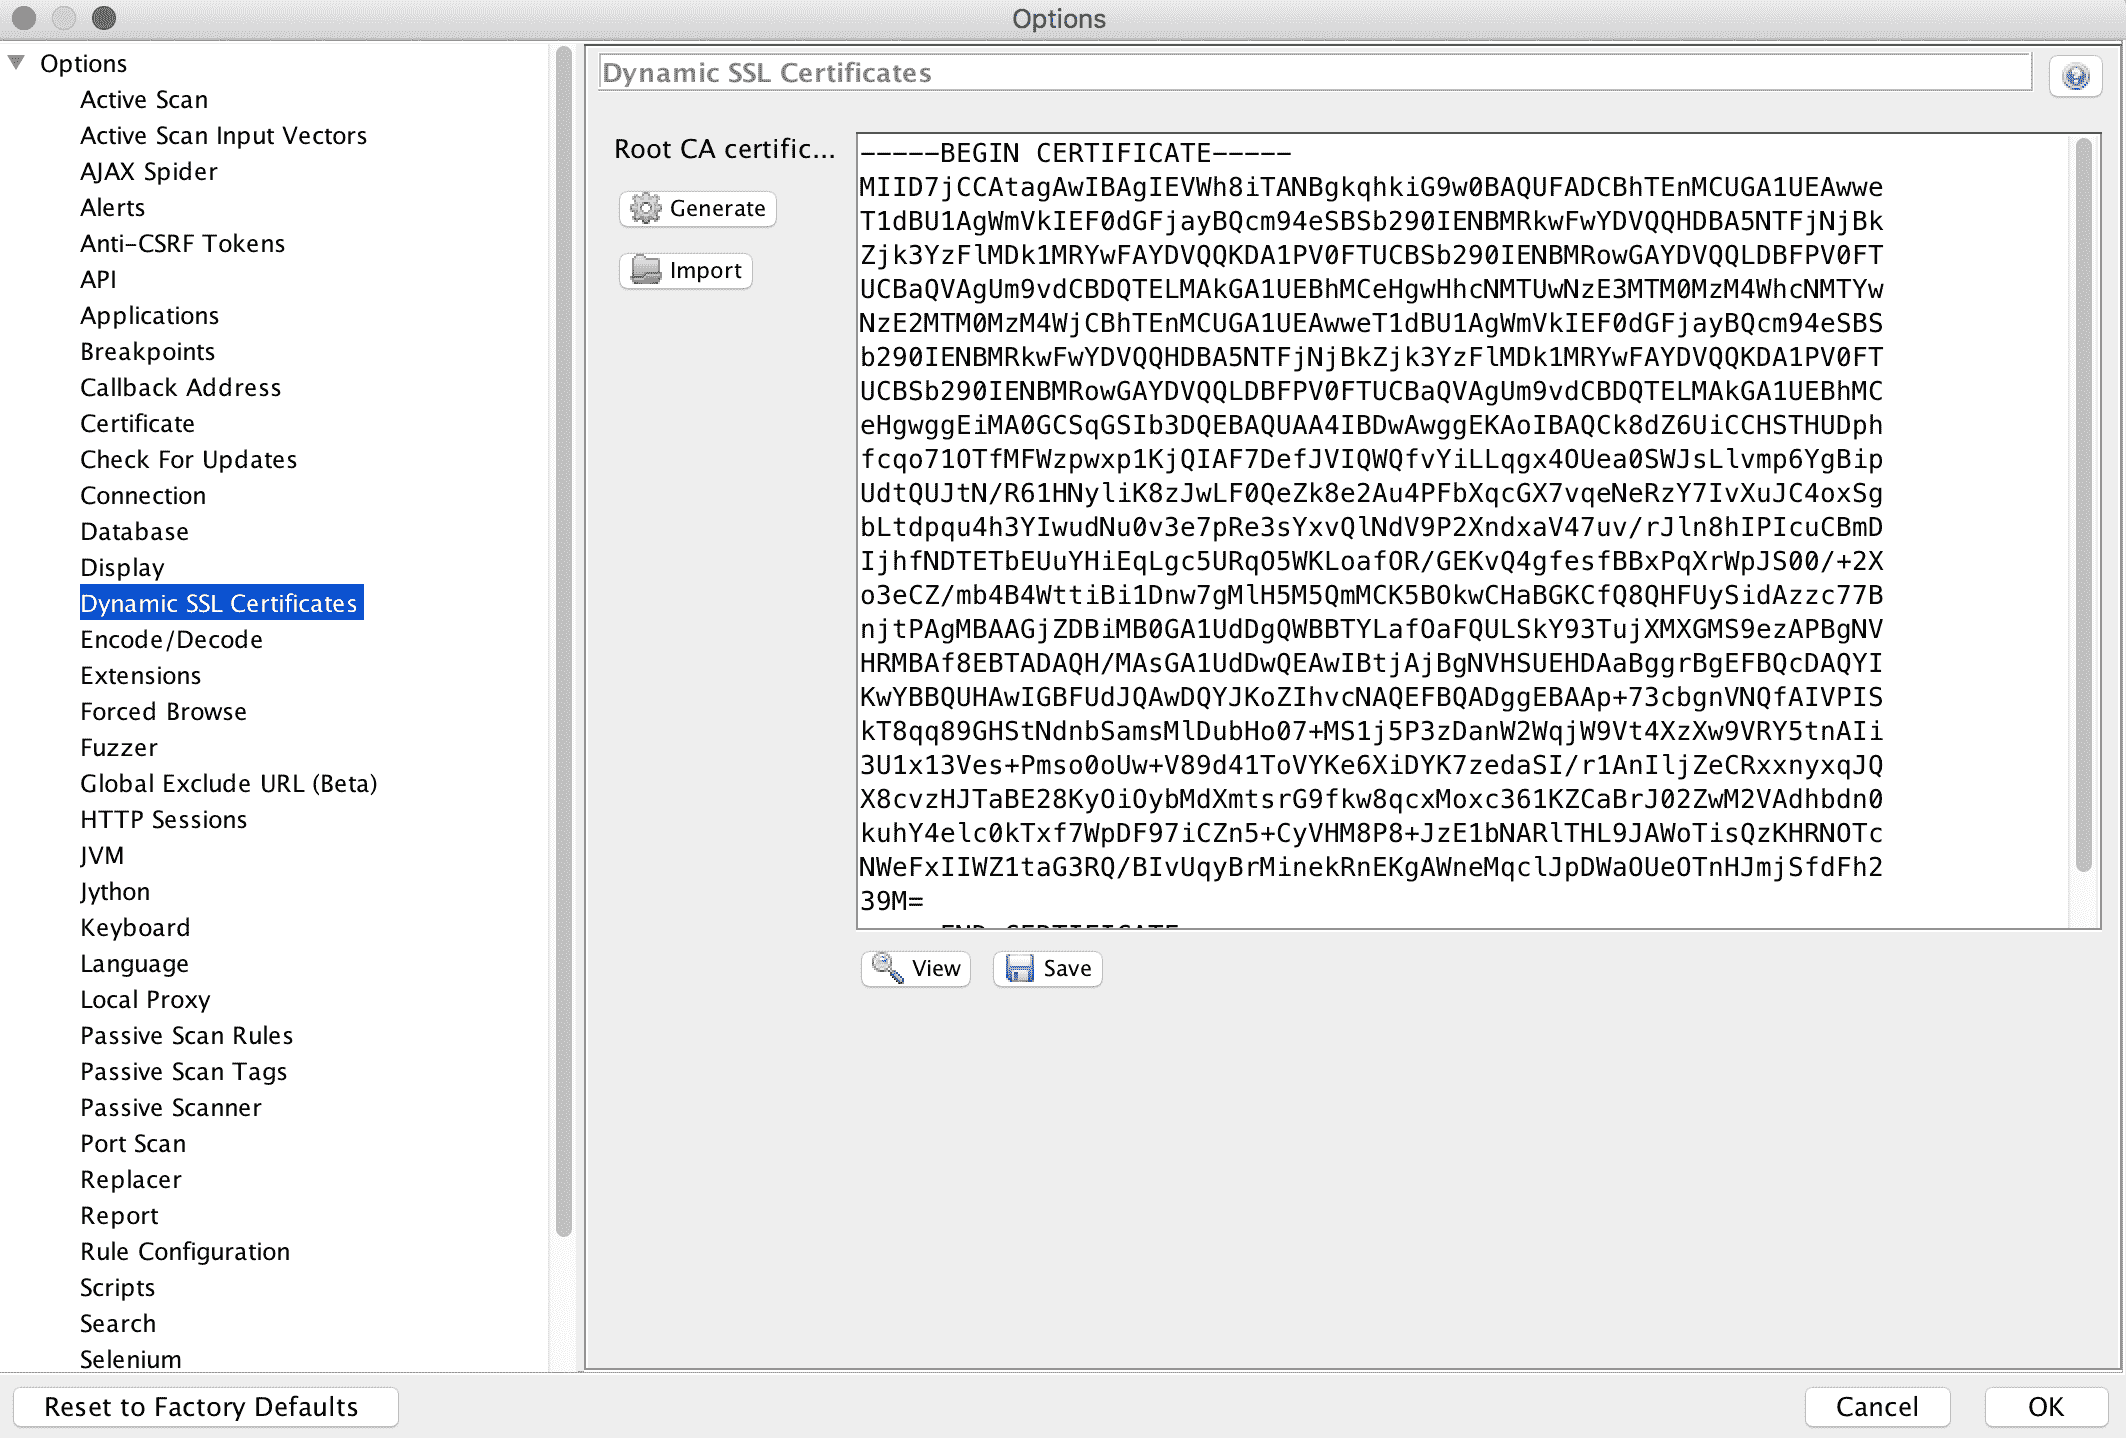 Options
Options
Active Scan
Active Scan Input Vectors
AJAX Spider
Alerts
Anti-CSRF Tokens
API
Applications
Breakpoints
Callback Address
Certificate
Check For Updates
Connection
Database
Display
Dynamic SSL Certificates
Encode/Decode
Extensions
Forced Browse
Fuzzer
Global Exclude URL (Beta)
HTTP Sessions
JVM
Jython
Keyboard
Language
Local Proxy
Passive Scan Rules
Passive Scan Tags
Passive Scanner
Port Scan
Replacer
Report
Rule Configuration
Scripts
Search
Selenium
Dynamic SSL Certificates
Root CA certific...
Generate
Import
-----BEGIN CERTIFICATE-----
MIID7jCCAtagAwIBAgIEVWh8iTANBgkqhkiG9w0BAQUFADCBhTEnMCUGA1UEAwwe
T1dBU1AgWmVkIEF0dGFjayBQcm94eSBSb290IENBMRkwFwYDVQQHDBA5NTFjNjBk
Zjk3YzFlMDk1MRYwFAYDVQQKDA1PV0FTUCBSb290IENBMRowGAYDVQQLDBFPV0FT
UCBaQVAgUm9vdCBDQTELMAkGA1UEBhMCeHgwHhcNMTUwNzE3MTM0MzM4WhcNMTYw
NzE2MTM0MzM4WjCBhTEnMCUGA1UEAwweT1dBU1AgWmVkIEF0dGFjayBQcm94eSBS
b290IENBMRkwFwYDVQQHDBA5NTFjNjBkZjk3YzFlMDk1MRYwFAYDVQQKDA1PV0FT
UCBSb290IENBMRowGAYDVQQLDBFPV0FTUCBaQVAgUm9vdCBDQTELMAkGA1UEBhMC
eHgwggEiMA0GCSqGSIb3DQEBAQUAA4IBDwAwggEKAoIBAQCk8dZ6UiCCHSTHUDph
fcqo71OTfMFWzpwxp1KjQIAF7DefJVIQWQfvYiLLqgx4OUea0SWJsLlvmp6YgBip
UdtQUJtN/R61HNyliK8zJwLF0QeZk8e2Au4PFbXqcGX7vqeNeRzY7IvXuJC4oxSg
bLtdpqu4h3YIwudNu0v3e7pRe3sYxvQlNdV9P2XndxaV47uv/rJln8hIPIcuCBmD
IjhfNDTETbEUuYHiEqLgc5URqO5WKLoafOR/GEKvQ4gfesfBBxPqXrWpJS00/+2X
o3eCZ/mb4B4WttiBi1Dnw7gMlH5M5QmMCK5BOkwCHaBGKCfQ8QHFUySidAzzc77B
njtPAgMBAAGjZDBiMB0GA1UdDgQWBBTYLafOaFQULSkY93TujXMXGMS9ezAPBgNV
HRMBAf8EBTADAQH/MAsGA1UdDwQEAwIBtjAjBgNVHSUEHDAaBggrBgEFBQcDAQYI
KwYBBQUHAwIGBFUdJQAwDQYJKoZIhvcNAQEFBQADggEBAAp+73cbgnVNQfAIVPIS
kT8qq89GHStNdnbSamsMlDubHo07+MS1j5P3zDanW2WqjW9Vt4XzXw9VRY5tnAIi
3U1x13Ves+Pmso0oUw+V89d41ToVYKe6XiDYK7zedaSI/r1AnIljZeCRxxnyxqJQ
X8cvzHJTaBE28KyOiOybMdXmtsrG9fkw8qcxMoxc361KZCaBrJ02ZwM2VAdhbdn0
kuhY4elc0kTxf7WpDF97iCZn5+CyVHM8P8+JzE1bNARlTHL9JAWoTisQzKHRNOTc
NWeFxIIWZ1taG3RQ/BIvUqyBrMinekRnEKgAWneMqclJpDWaOUeOTnHJmjSfdFh2
39M=
-----END CERTIFICATE-----
View
Save
Reset to Factory Defaults
Cancel
OK